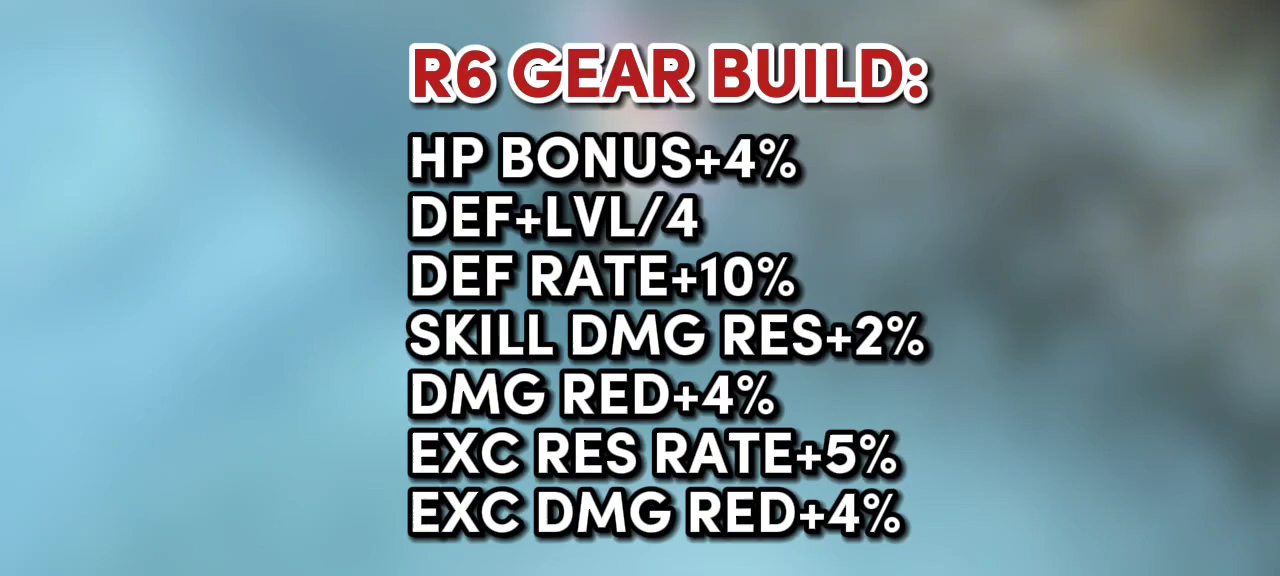 R6 GEAR BUILD:
HP BONUS+4%
DEF+LVL/4
DEF RATE+10%
SKILL DMG RES+2%
DMG RED+4%
EXC RES RATE+5%
EXC DMG RED+4%